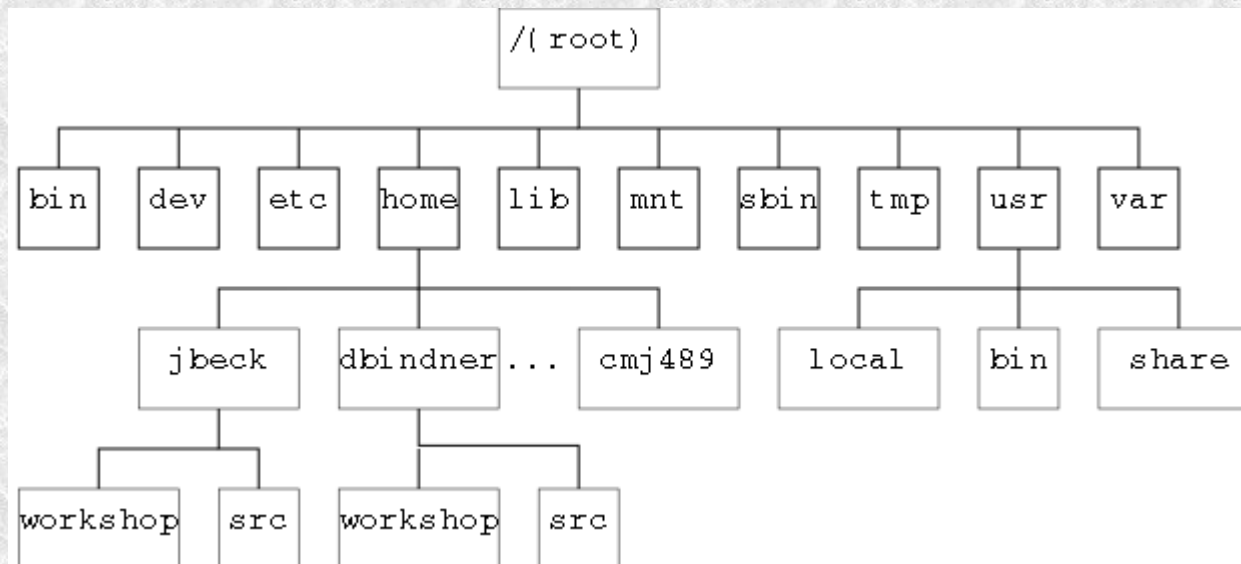 /(root)
bin dev etc home lib mnt sbin tmp usr var
jbeck dbindner ... cmj489 local bin share
workshop src workshop src